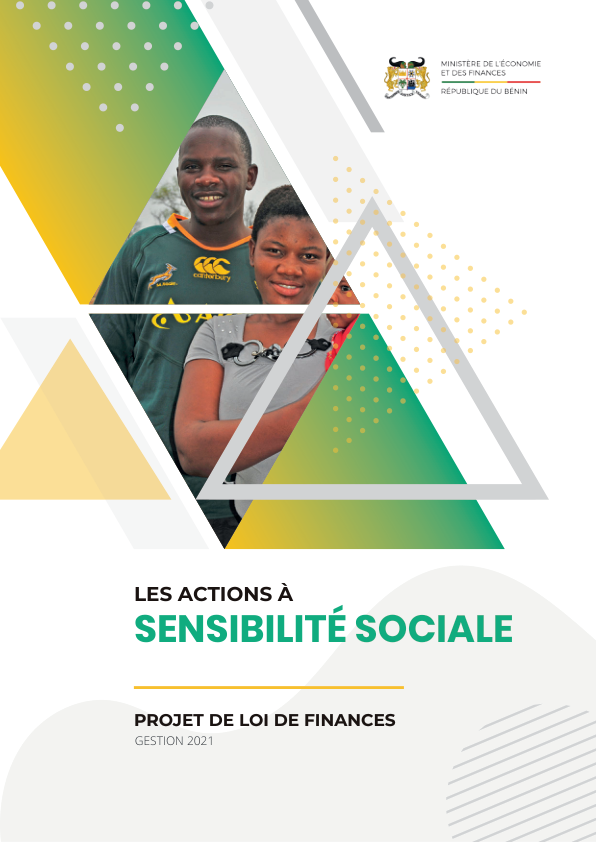 MINISTÈRE DE L'ÉCONOMIE
ET DES FINANCES
RÉPUBLIQUE DU BÉNIN
canterbury
LES ACTIONS À
SENSIBILITÉ SOCIALE
PROJET DE LOI DE FINANCES
GESTION 2021